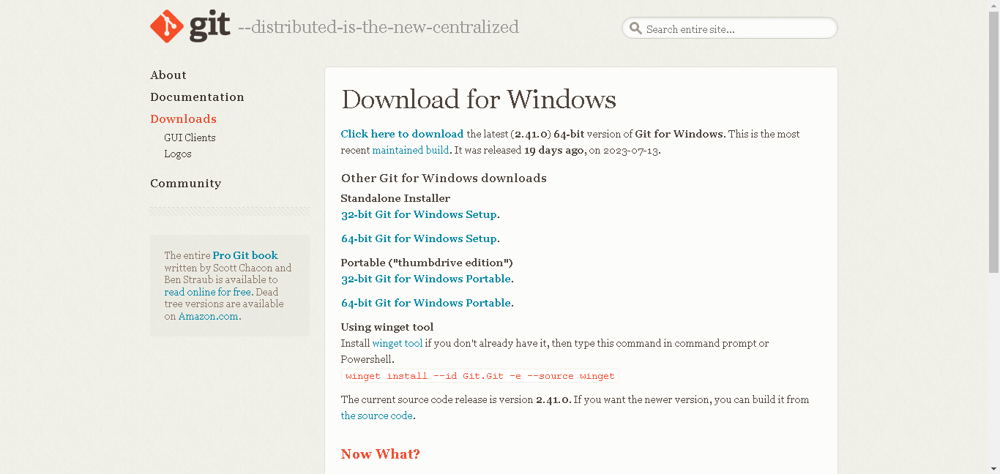 git --distributed-is-the-new-centralized
Search entire site...
About
Documentation
Downloads
GUI Clients
Logos
Community
The entire Pro Git book
written by Scott Chacon and
Ben Straub is available to
read online for free. Dead
tree versions are available
on Amazon.com.
Download for Windows
Click here to download the latest (2.41.0) 64-bit version of Git for Windows. This is the most
recent maintained build. It was released 19 days ago, on 2023-07-13.
Other Git for Windows downloads
Standalone Installer
32-bit Git for Windows Setup.
64-bit Git for Windows Setup.
Portable ("thumbdrive edition")
32-bit Git for Windows Portable.
64-bit Git for Windows Portable.
Using winget tool
Install winget tool if you don't already have it, then type this command in command prompt or
Powershell.
winget install --id Git.Git -e --source winget
The current source code release is version 2.41.0. If you want the newer version, you can build it from
the source code.
Now What?